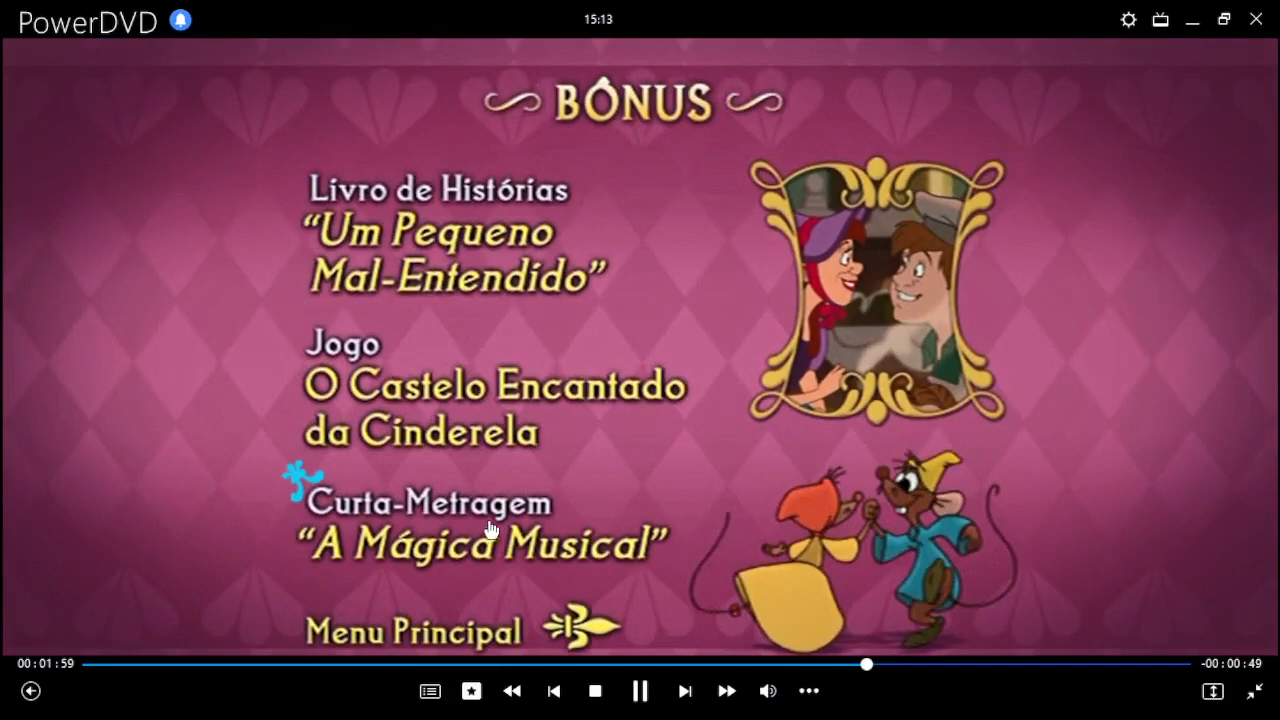 PowerDVD
15:13
BÔNUS
Livro de Histórias
“Um Pequeno
Mal-Entendido”
Jogo
O Castelo Encantado
da Cinderela
Curta-Metragem
“A Mágica Musical”
Menu Principal
00:01:59
-00:00:49